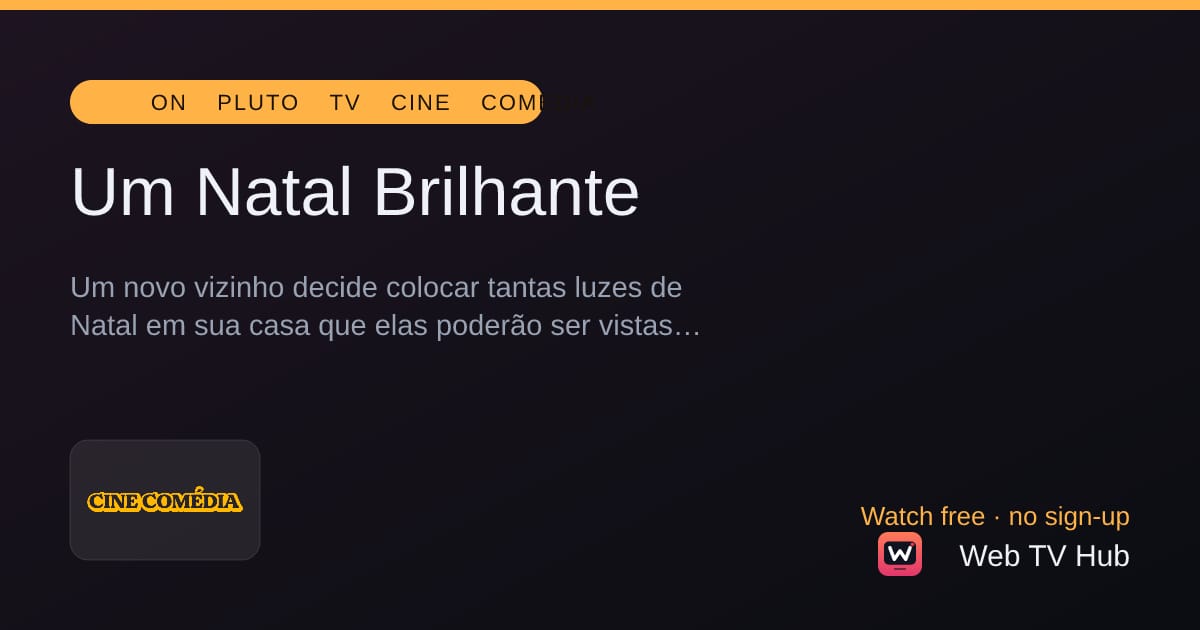 ON PLUTO TV CINE COMÉDIA
Um Natal Brilhante
Um novo vizinho decide colocar tantas luzes de
Natal em sua casa que elas poderão ser vistas…
CINE COMÉDIA
Watch free · no sign-up
W
Web TV Hub